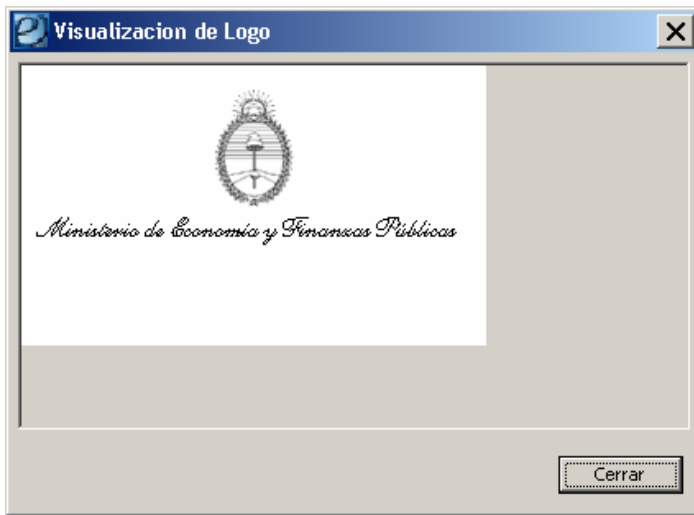 Visualizacion de Logo
Ministerio de Economía y Finanzas Públicas
Cerrar